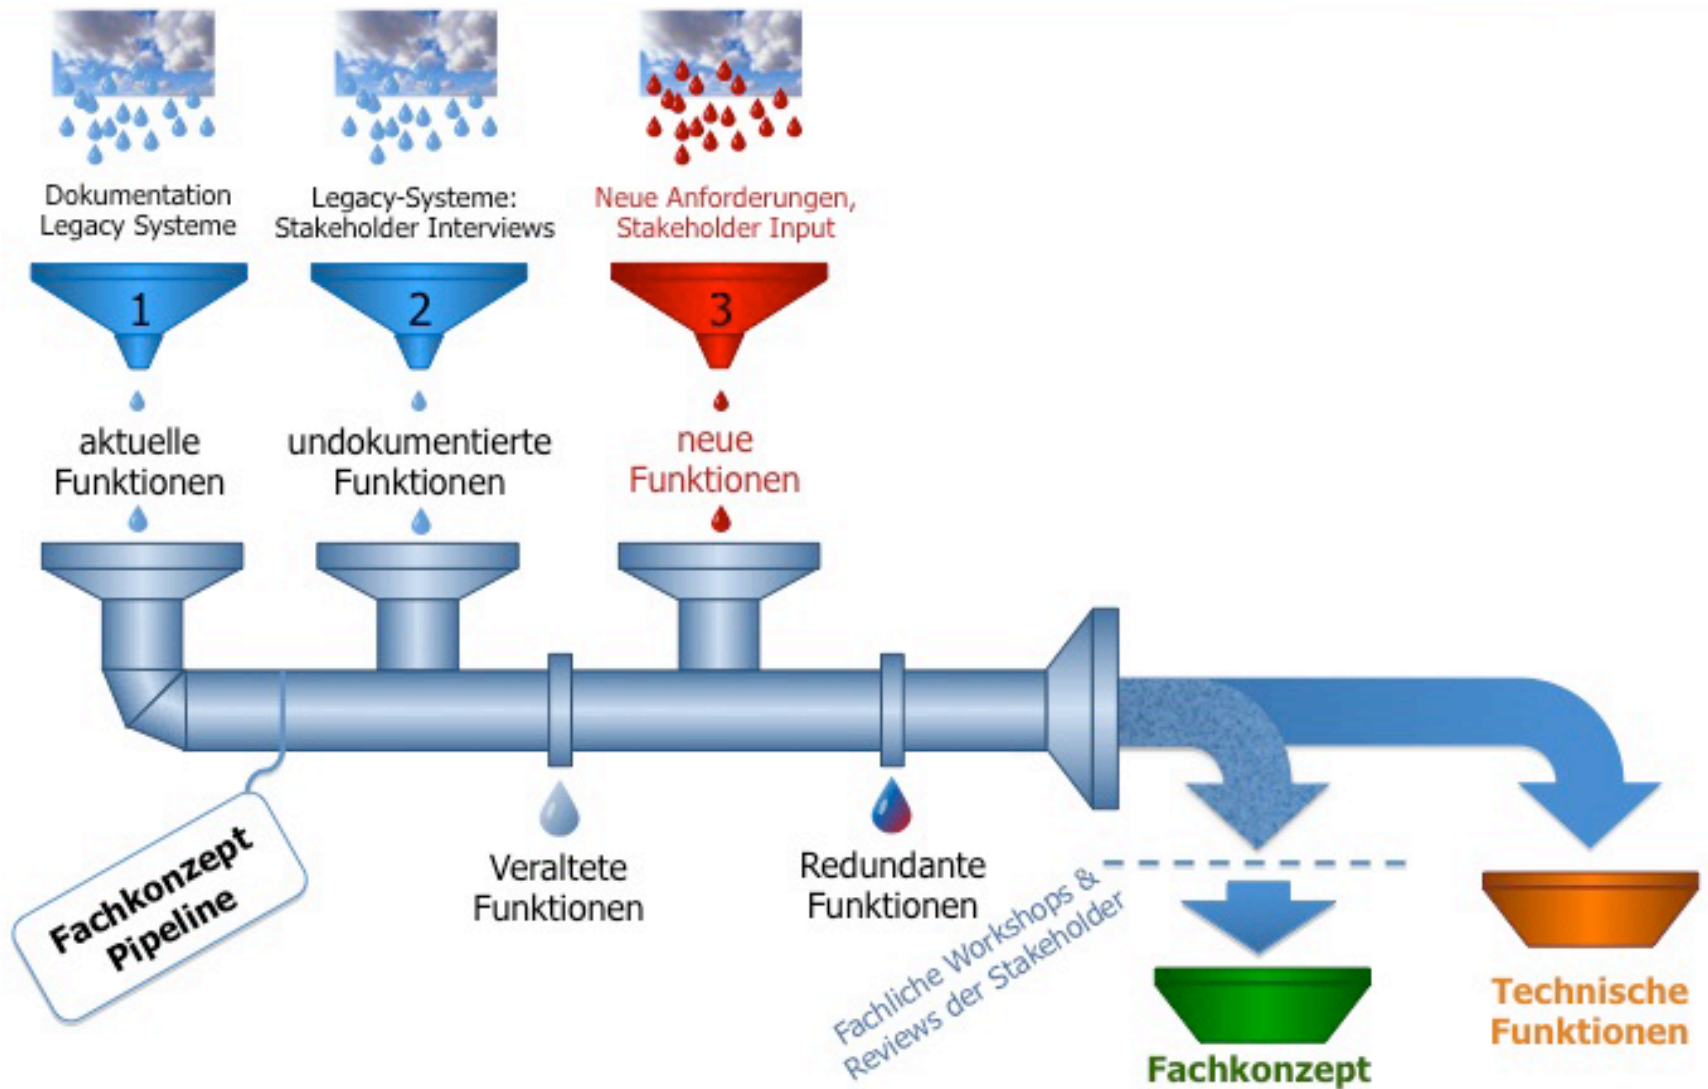 Dokumentation
Legacy Systeme
Legacy-Systeme:
Stakeholder Interviews
Neue Anforderungen,
Stakeholder Input
1
2
3
aktuelle
Funktionen
undokumentierte
Funktionen
neue
Funktionen
Fachkonzept
Pipeline
Veraltete
Funktionen
Redundante
Funktionen
Fachliche Workshops &
Reviews der Stakeholder
Fachkonzept
Technische
Funktionen